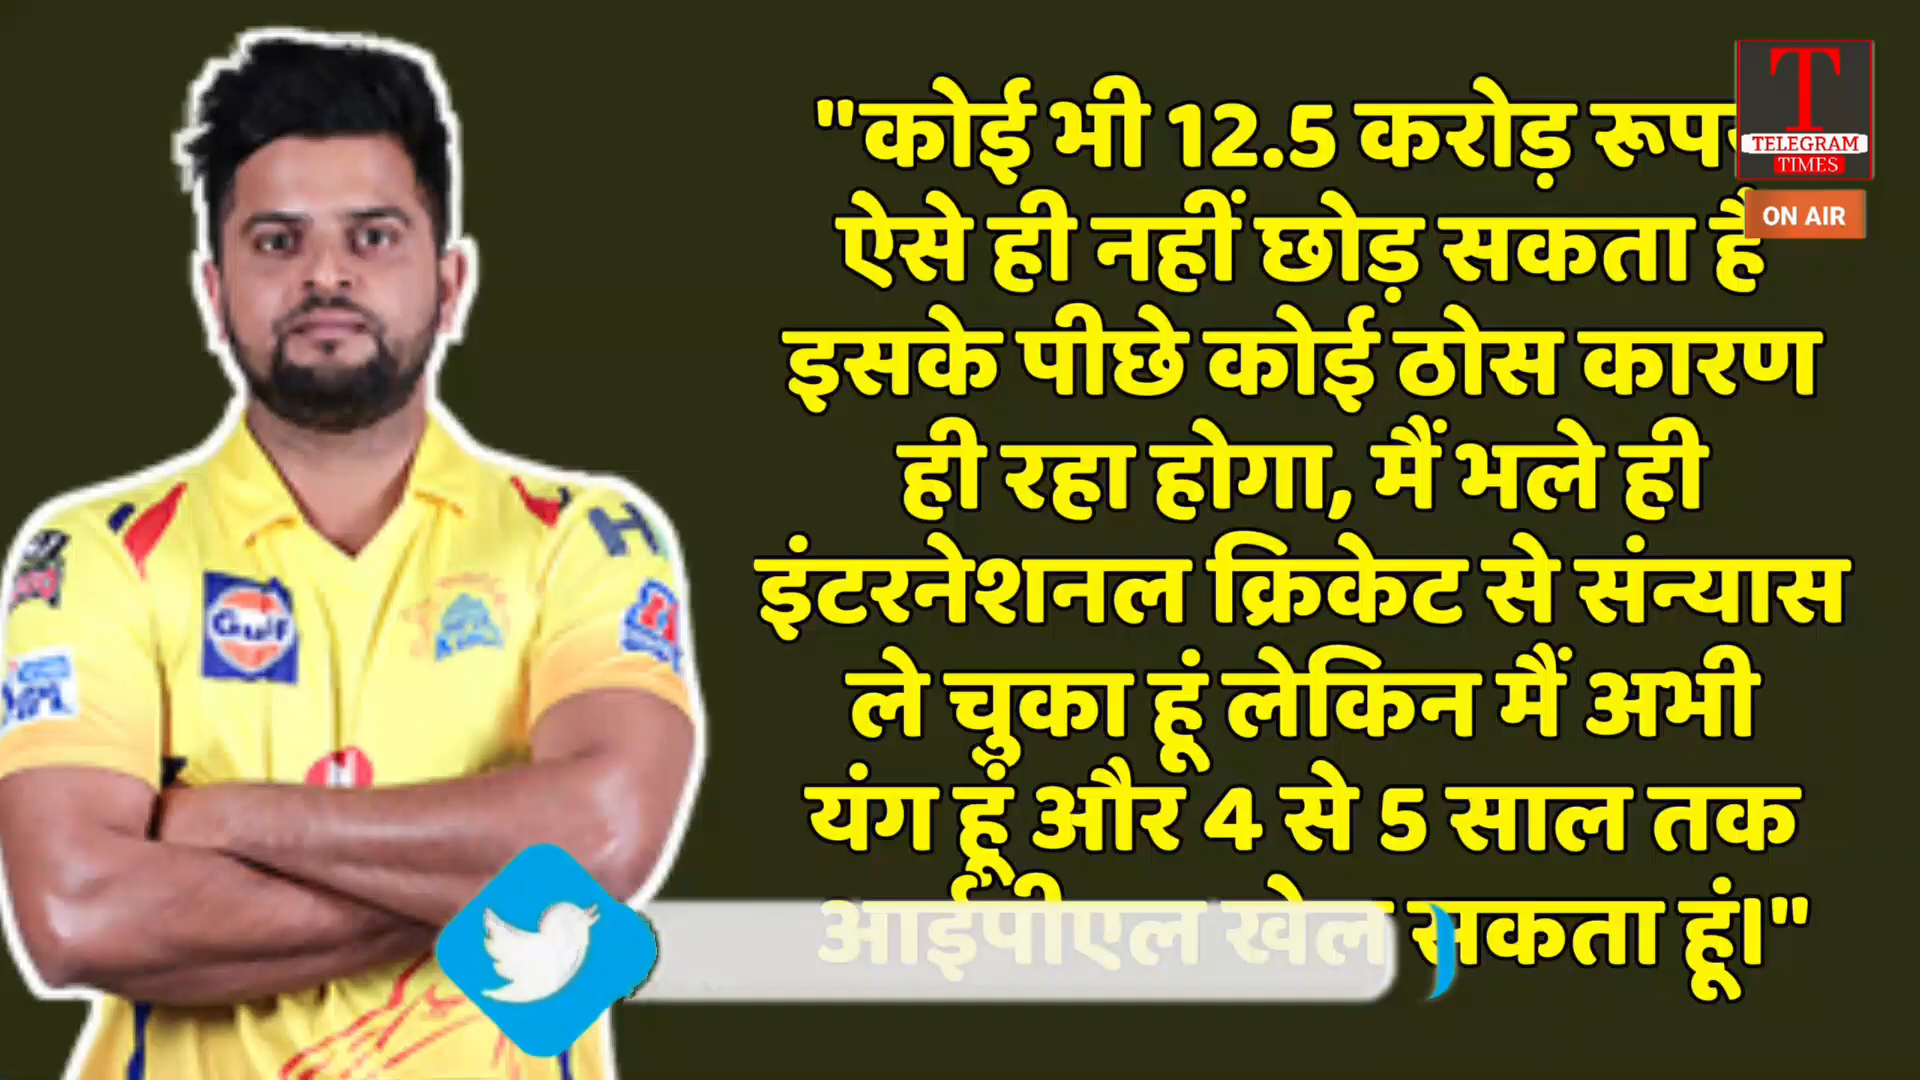 "कोई भी 12.5 करोड़
ऐसे ही नहीं छोड़ सकता है
इसके पीछे कोई ठोस कारण
ही रहा होगा, मैं भले ही
इंटरनेशनल क्रिकेट से संन्यास
ले चुका हूं लेकिन मैं अभी
यंग हूं और 4 से 5 साल तक
आईपीएल खेल सकता हूं।"
T
TELEGRAM
TIMES
ON AIR
Gulf